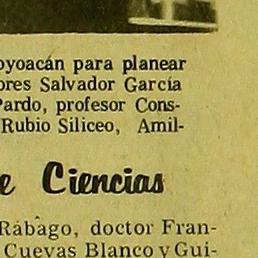 oyoacán para planear
ores Salvador García
Pardo, profesor Cons-
Rubio Siliceo, Amil-
e Ciencias
Rábago, doctor Fran-
Cuevas Blanco y Gui-